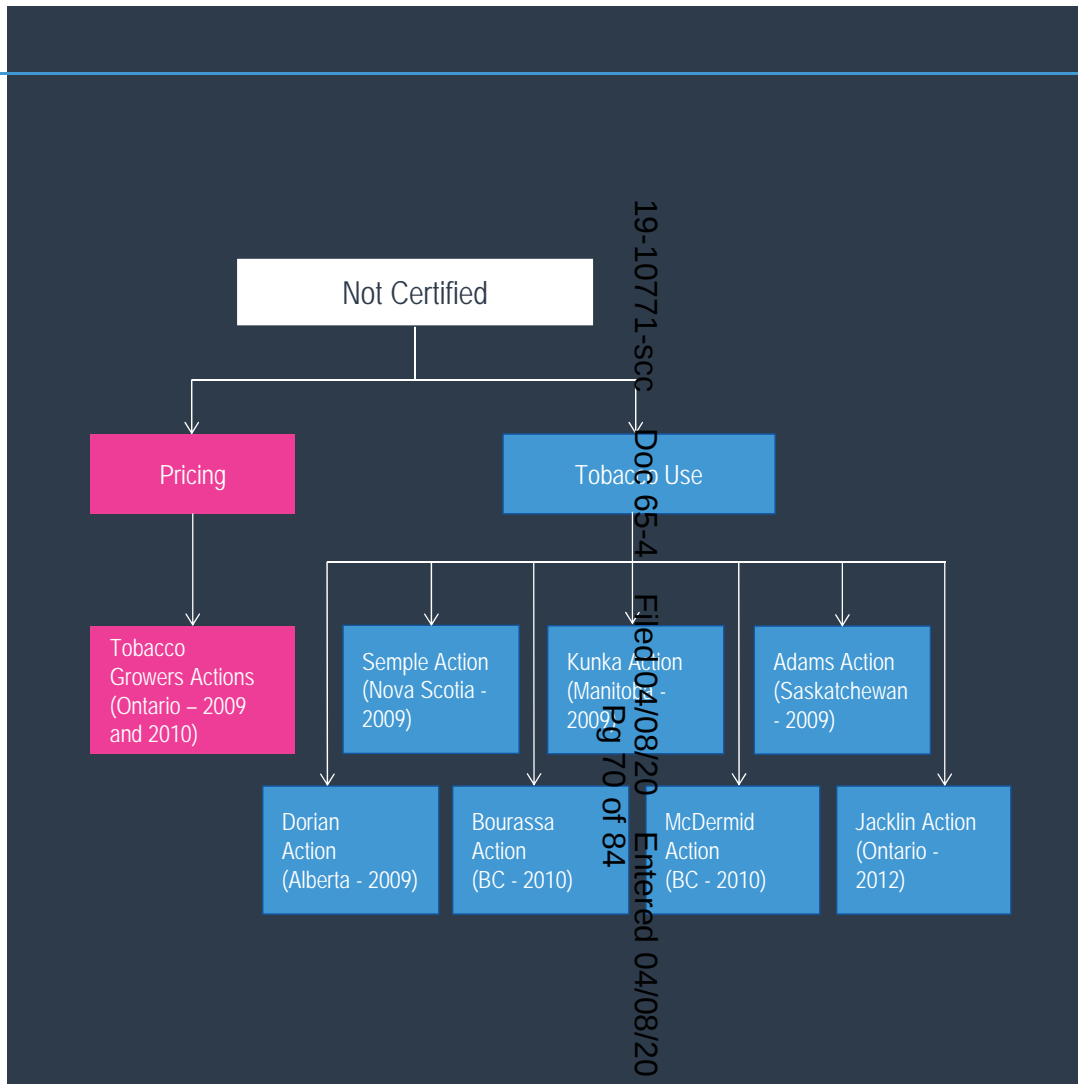 Not Certified
Pricing
Tobacco Use
Tobacco
Growers Actions
(Ontario – 2009
and 2010)
Semple Action
(Nova Scotia -
2009)
Kunka Action
(Manitoba -
2009)
Adams Action
(Saskatchewan
- 2009)
Dorian
Action
(Alberta - 2009)
Bourassa
Action
(BC - 2010)
McDermid
Action
(BC - 2010)
Jacklin Action
(Ontario -
2012)
19-10771-scc Doc 65-4 Filed 04/08/20 Entered 04/08/20
Pg 70 of 84